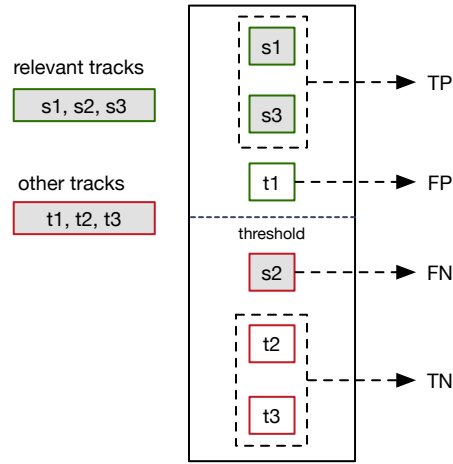 relevant tracks
s1, s2, s3
other tracks
t1, t2, t3
s1
s3
TP
t1
FP
threshold
s2
FN
t2
t3
TN